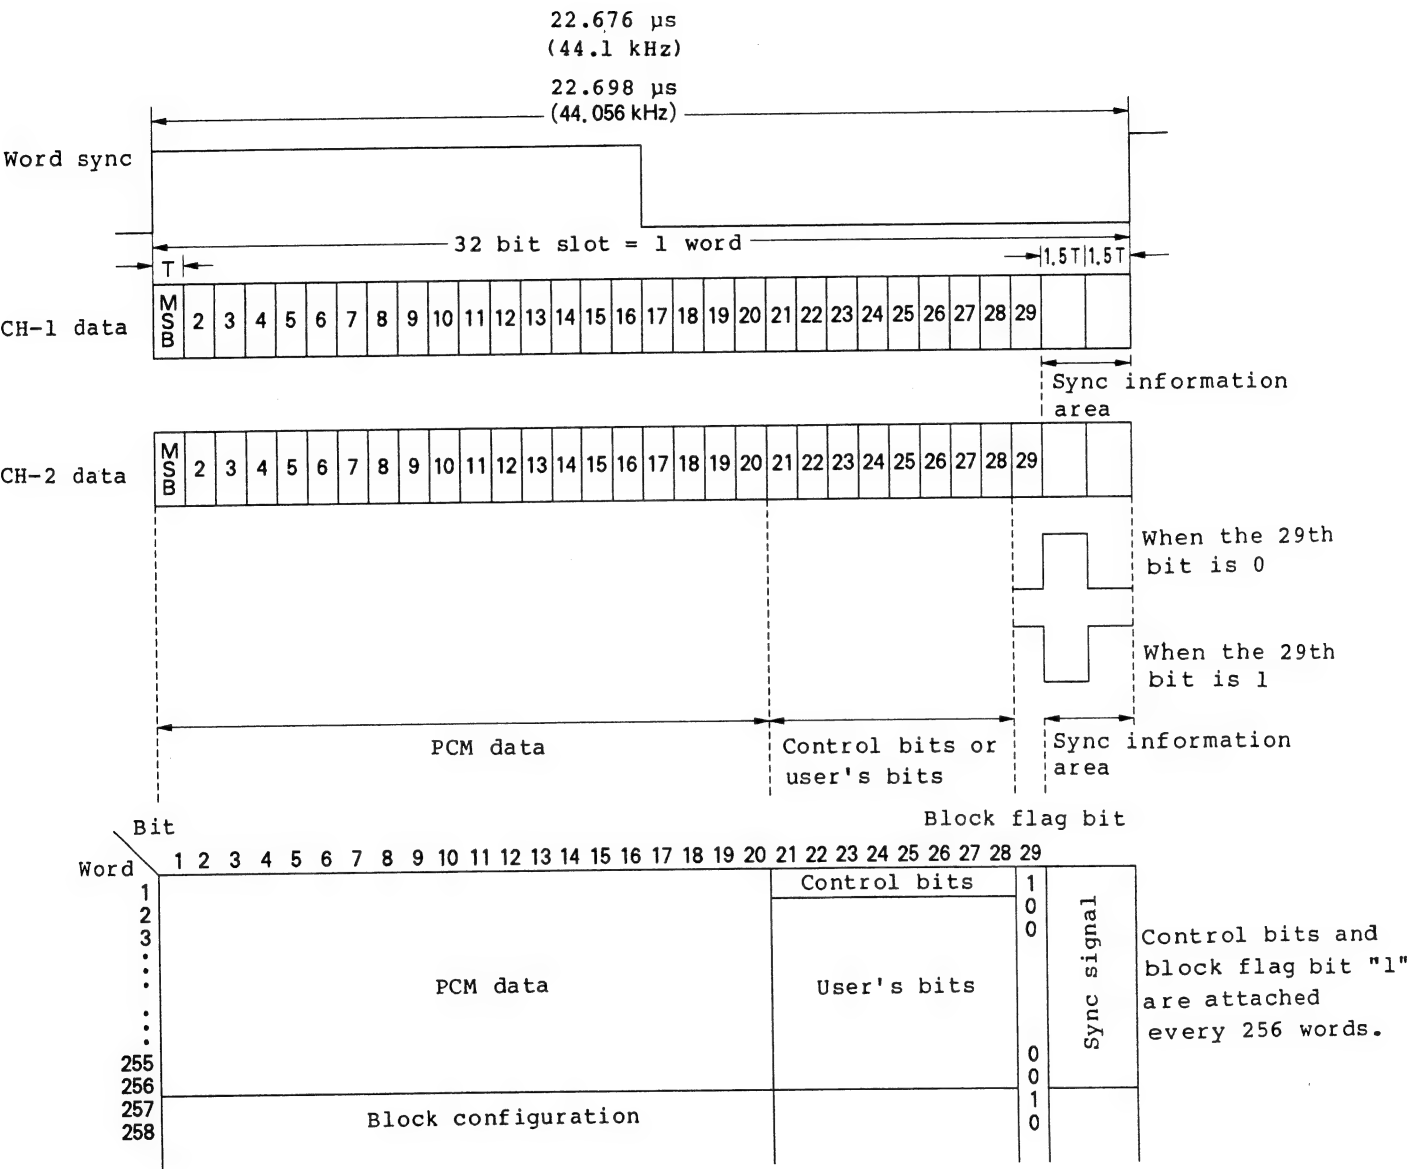 22.676 µs
(44.1 kHz)
22.698 µs
(44.056 kHz)
Word sync
32 bit slot = 1 word
T
1.5T 1.5T
CH-1 data
MSB 2 3 4 5 6 7 8 9 10 11 12 13 14 15 16 17 18 19 20 21 22 23 24 25 26 27 28 29
Sync information
area
CH-2 data
MSB 2 3 4 5 6 7 8 9 10 11 12 13 14 15 16 17 18 19 20 21 22 23 24 25 26 27 28 29
When the 29th
bit is 0
When the 29th
bit is 1
PCM data
Control bits or
user's bits
Sync information
area
Block flag bit
Bit
Word
1 2 3 4 5 6 7 8 9 10 11 12 13 14 15 16 17 18 19 20 21 22 23 24 25 26 27 28 29
1 Control bits 1
2 0
3 0
PCM data
User's bits
Sync signal
Control bits and
block flag bit "1"
are attached
every 256 words.
255 0
256 0
257 1
258 0
Block configuration